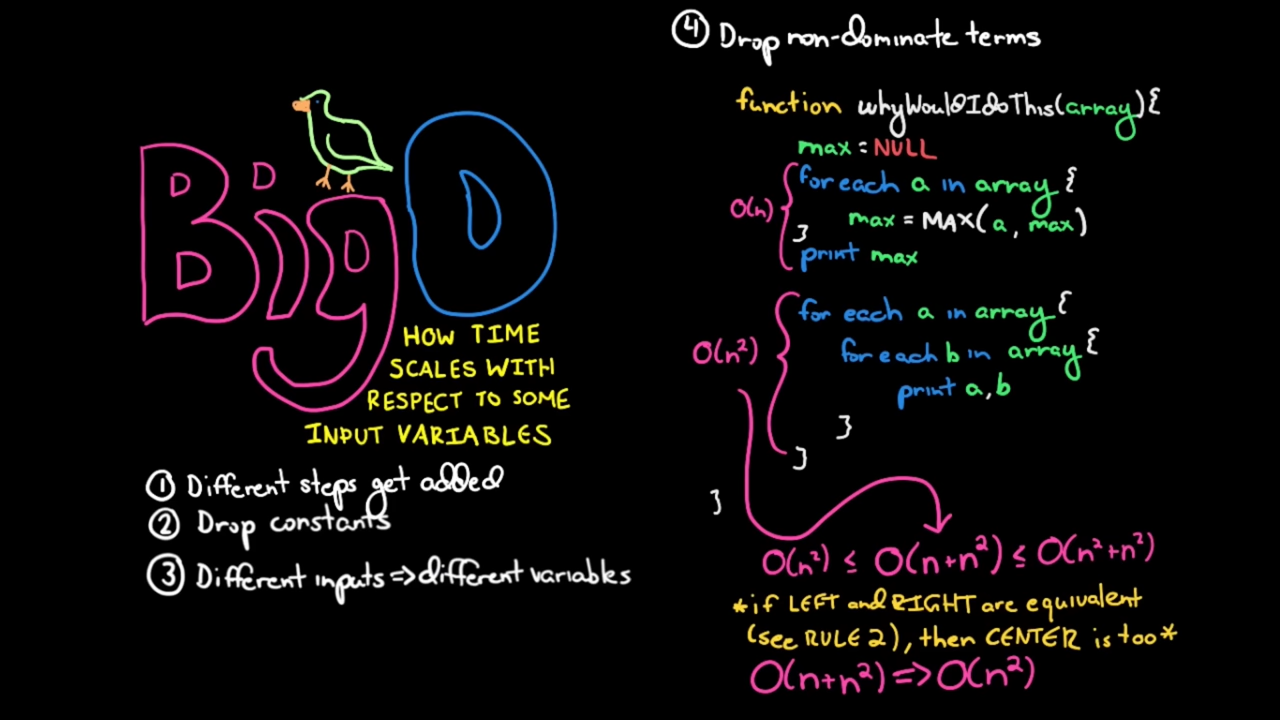 Big O
HOW TIME
SCALES WITH
RESPECT TO SOME
INPUT VARIABLES
① Different steps get added
② Drop constants
③ Different inputs => different variables
④ Drop non-dominate terms
function whyWouldIdoThis(array){
max = NULL
for each a in array {
O(n)
max = MAX(a, max)
}
print max
for each a in array {
O(n²)
for each b in array {
print a,b
}
}
}
O(n²) ≤ O(n+n²) ≤ O(n²+n²)
*if LEFT and RIGHT are equivalent
(see RULE 2), then CENTER is too*
O(n+n²) => O(n²)